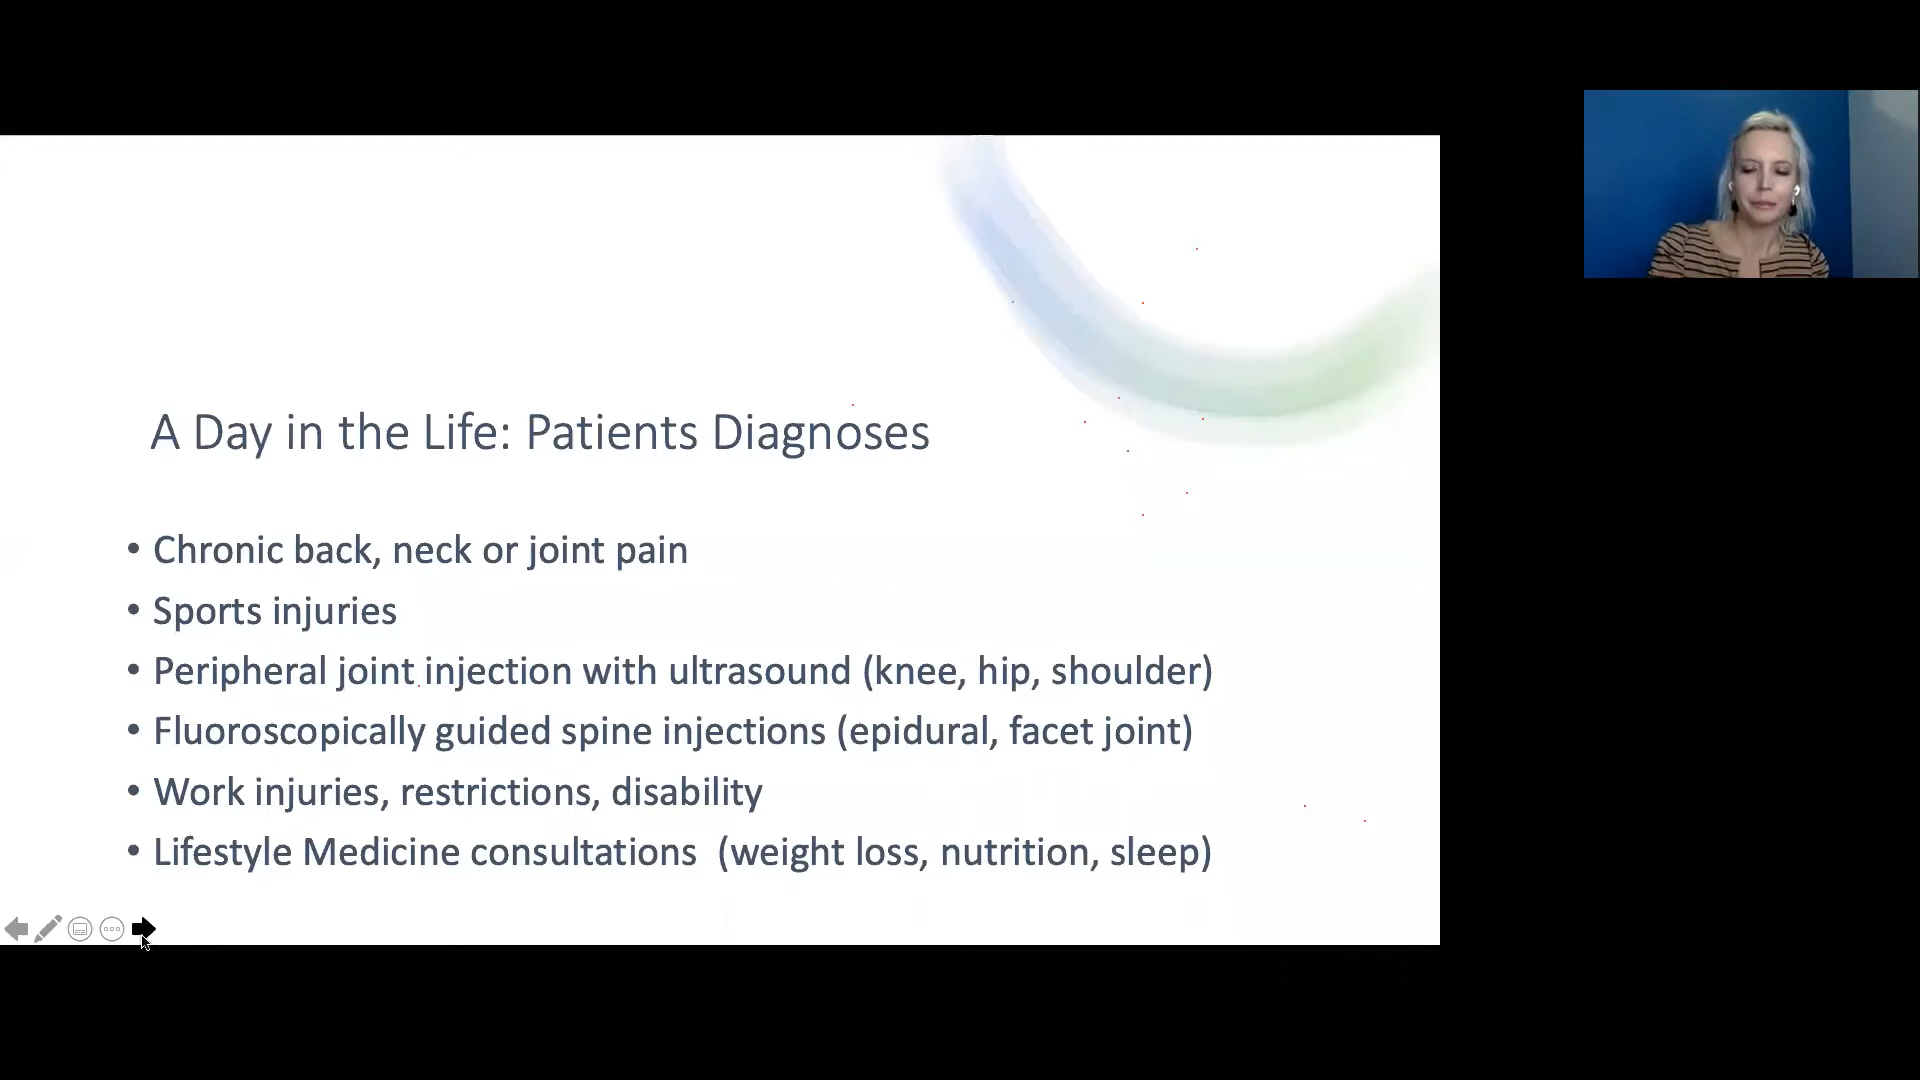 A Day in the Life: Patients Diagnoses
• Chronic back, neck or joint pain
• Sports injuries
• Peripheral joint injection with ultrasound (knee, hip, shoulder)
• Fluoroscopically guided spine injections (epidural, facet joint)
• Work injuries, restrictions, disability
• Lifestyle Medicine consultations  (weight loss, nutrition, sleep)